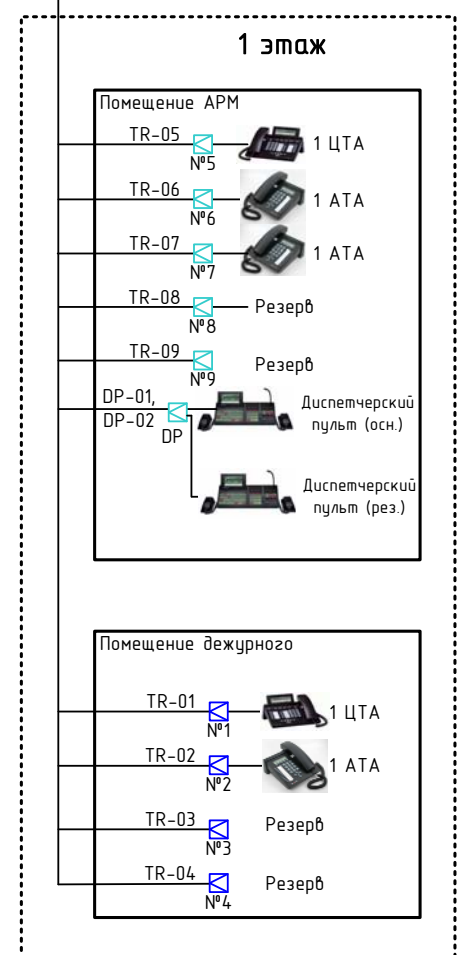 1 этаж
Помещение АРМ
TR-05
№5
1 ЦТА
TR-06
№6
1 АТА
TR-07
№7
1 АТА
TR-08
№8
Резерв
TR-09
№9
Резерв
DP-01,
DP-02
DP
Диспетчерский
пульт (осн.)
Диспетчерский
пульт (рез.)
Помещение дежурного
TR-01
№1
1 ЦТА
TR-02
№2
1 АТА
TR-03
№3
Резерв
TR-04
№4
Резерв